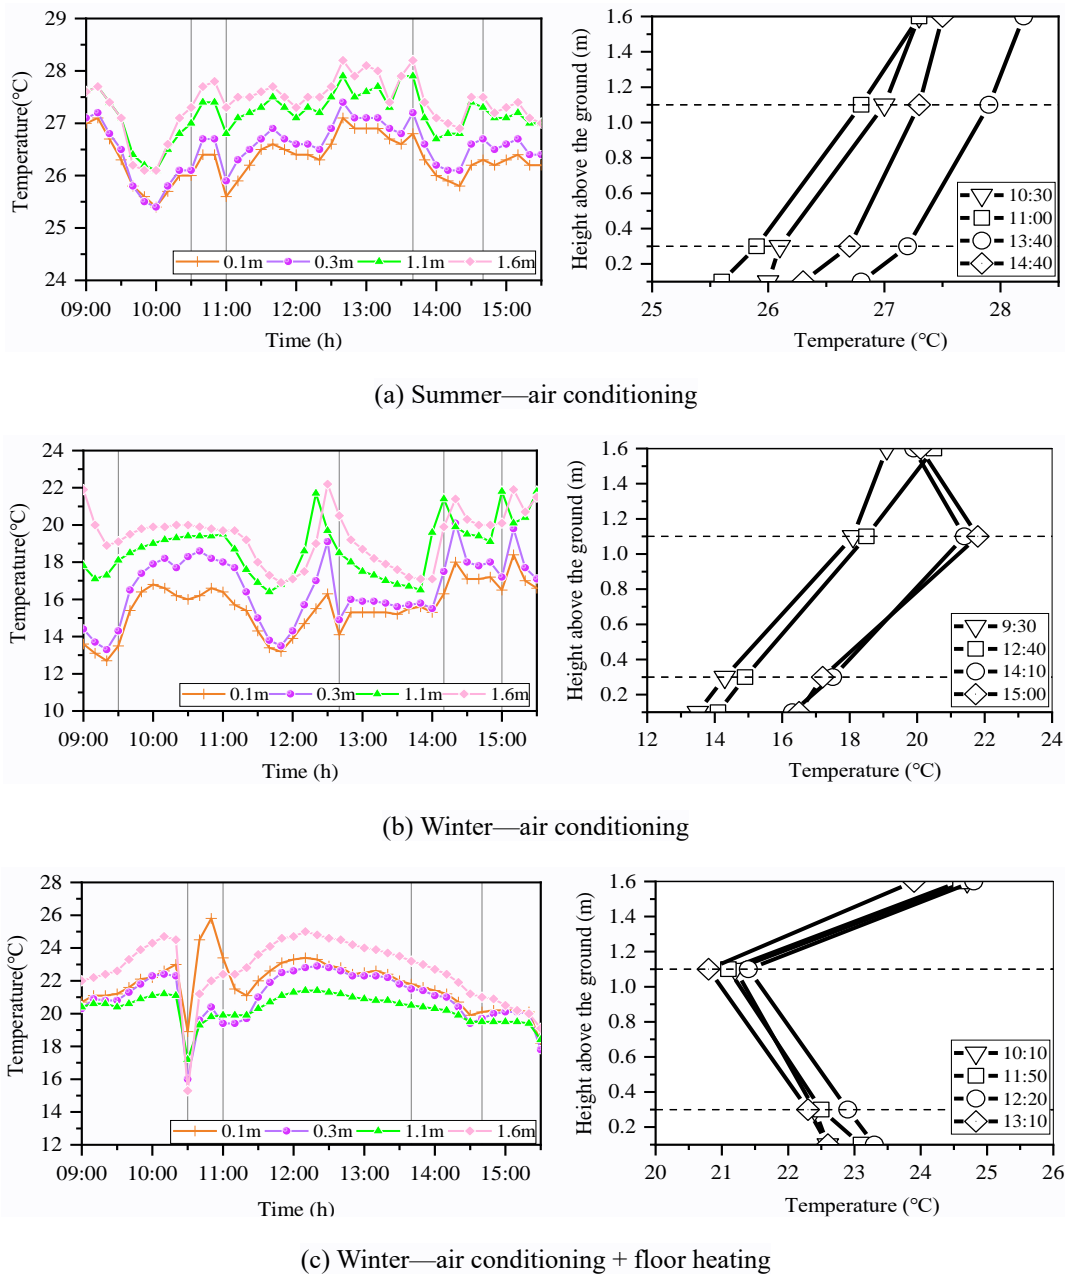 29
28
27
26
25
24
Temperature(℃)
0.1m 0.3m 1.1m 1.6m
09:00 10:00 11:00 12:00 13:00 14:00 15:00
Time (h)
1.6
1.4
1.2
1.0
0.8
0.6
0.4
0.2
Height above the ground (m)
10:30
11:00
13:40
14:40
25 26 27 28
Temperature (℃)
(a) Summer—air conditioning
24
22
20
18
16
14
12
10
Temperature(℃)
0.1m 0.3m 1.1m 1.6m
09:00 10:00 11:00 12:00 13:00 14:00 15:00
Time (h)
1.6
1.4
1.2
1.0
0.8
0.6
0.4
0.2
Height above the ground (m)
9:30
12:40
14:10
15:00
12 14 16 18 20 22 24
Temperature (℃)
(b) Winter—air conditioning
28
26
24
22
20
18
16
14
12
Temperature(℃)
0.1m 0.3m 1.1m 1.6m
09:00 10:00 11:00 12:00 13:00 14:00 15:00
Time (h)
1.6
1.4
1.2
1.0
0.8
0.6
0.4
0.2
Height above the ground (m)
10:10
11:50
12:20
13:10
20 21 22 23 24 25 26
Temperature (℃)
(c) Winter—air conditioning + floor heating